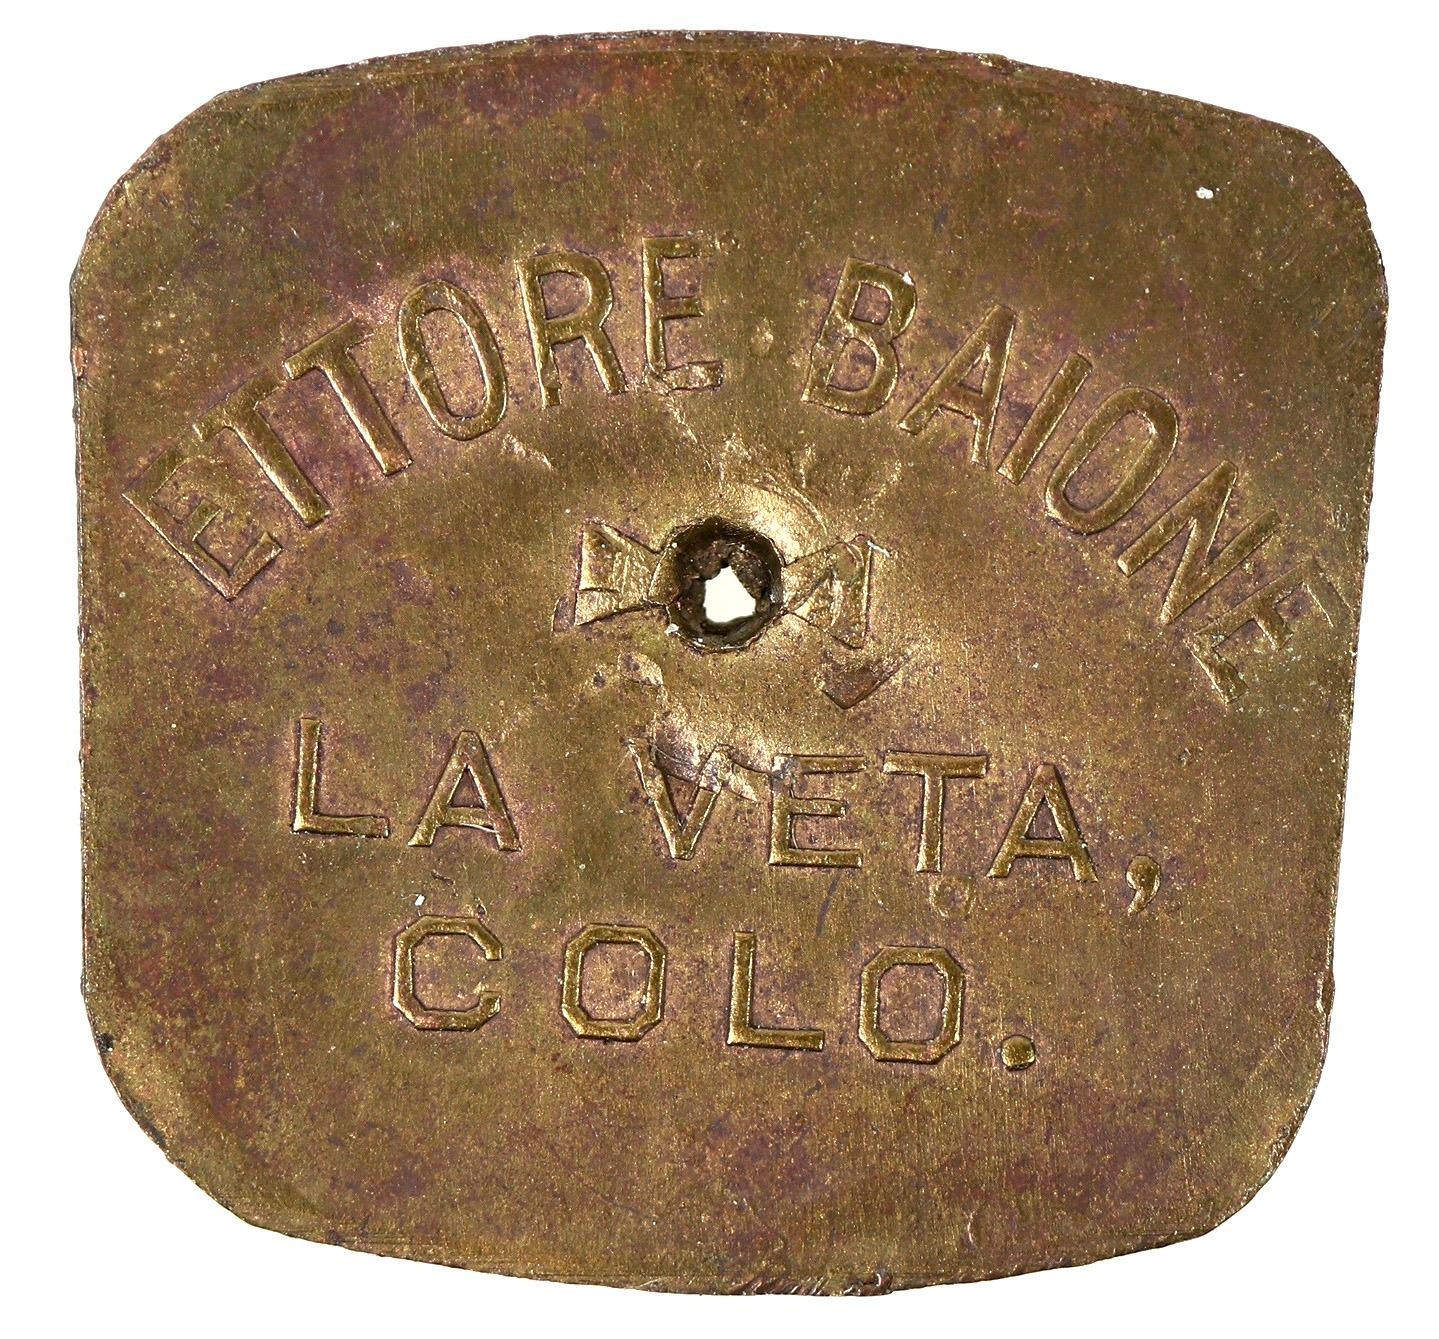 ETTORE BAIONE
LA VETA,
COLO.